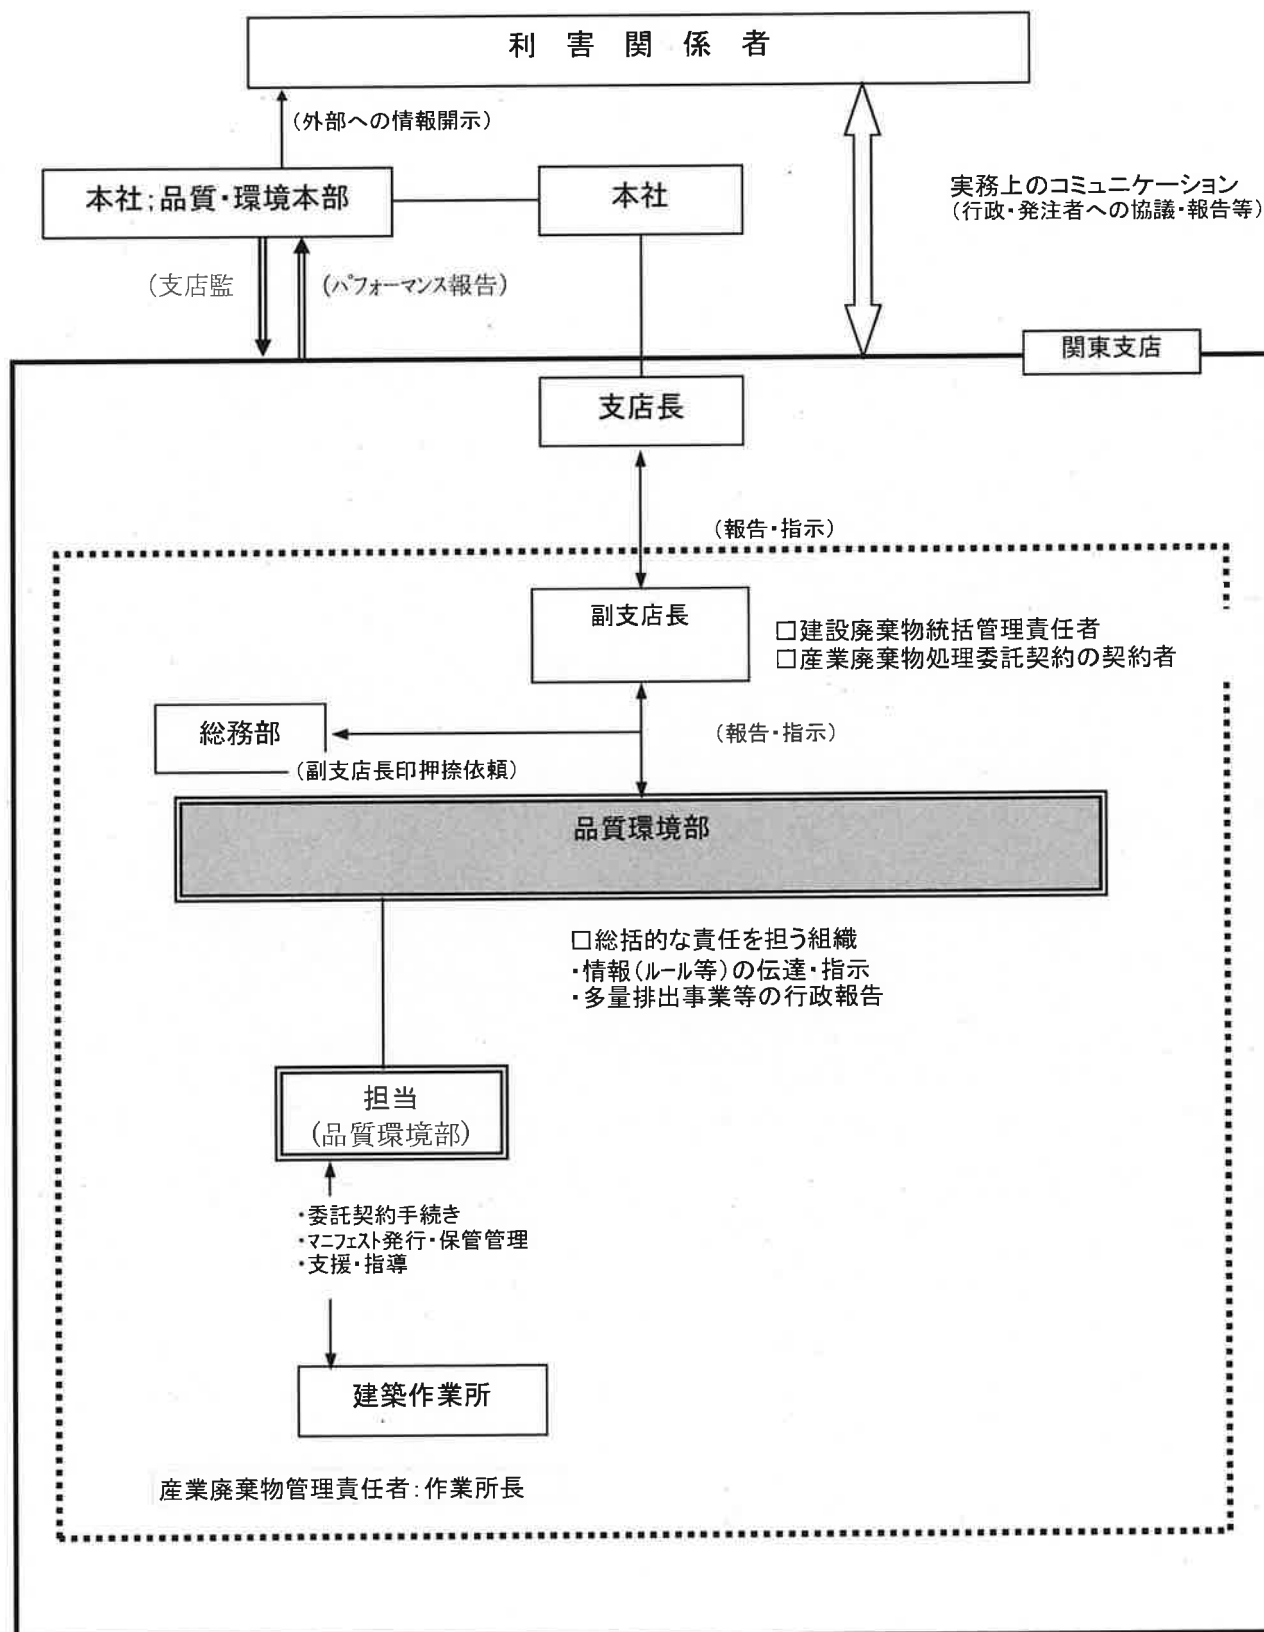 利害関係者
(外部への情報開示)
本社;品質・環境本部
本社
実務上のコミュニケーション
(行政・発注者への協議・報告等)
(支店監
(パフォーマンス報告)
関東支店
支店長
(報告・指示)
副支店長
□建設廃棄物統括管理責任者
□産業廃棄物処理委託契約の契約者
総務部
(報告・指示)
(副支店長印押捺依頼)
品質環境部
□総括的な責任を担う組織
・情報(ルール等)の伝達・指示
・多量排出事業等の行政報告
担当
(品質環境部)
・委託契約手続き
・マニフェスト発行・保管管理
・支援・指導
建築作業所
産業廃棄物管理責任者:作業所長